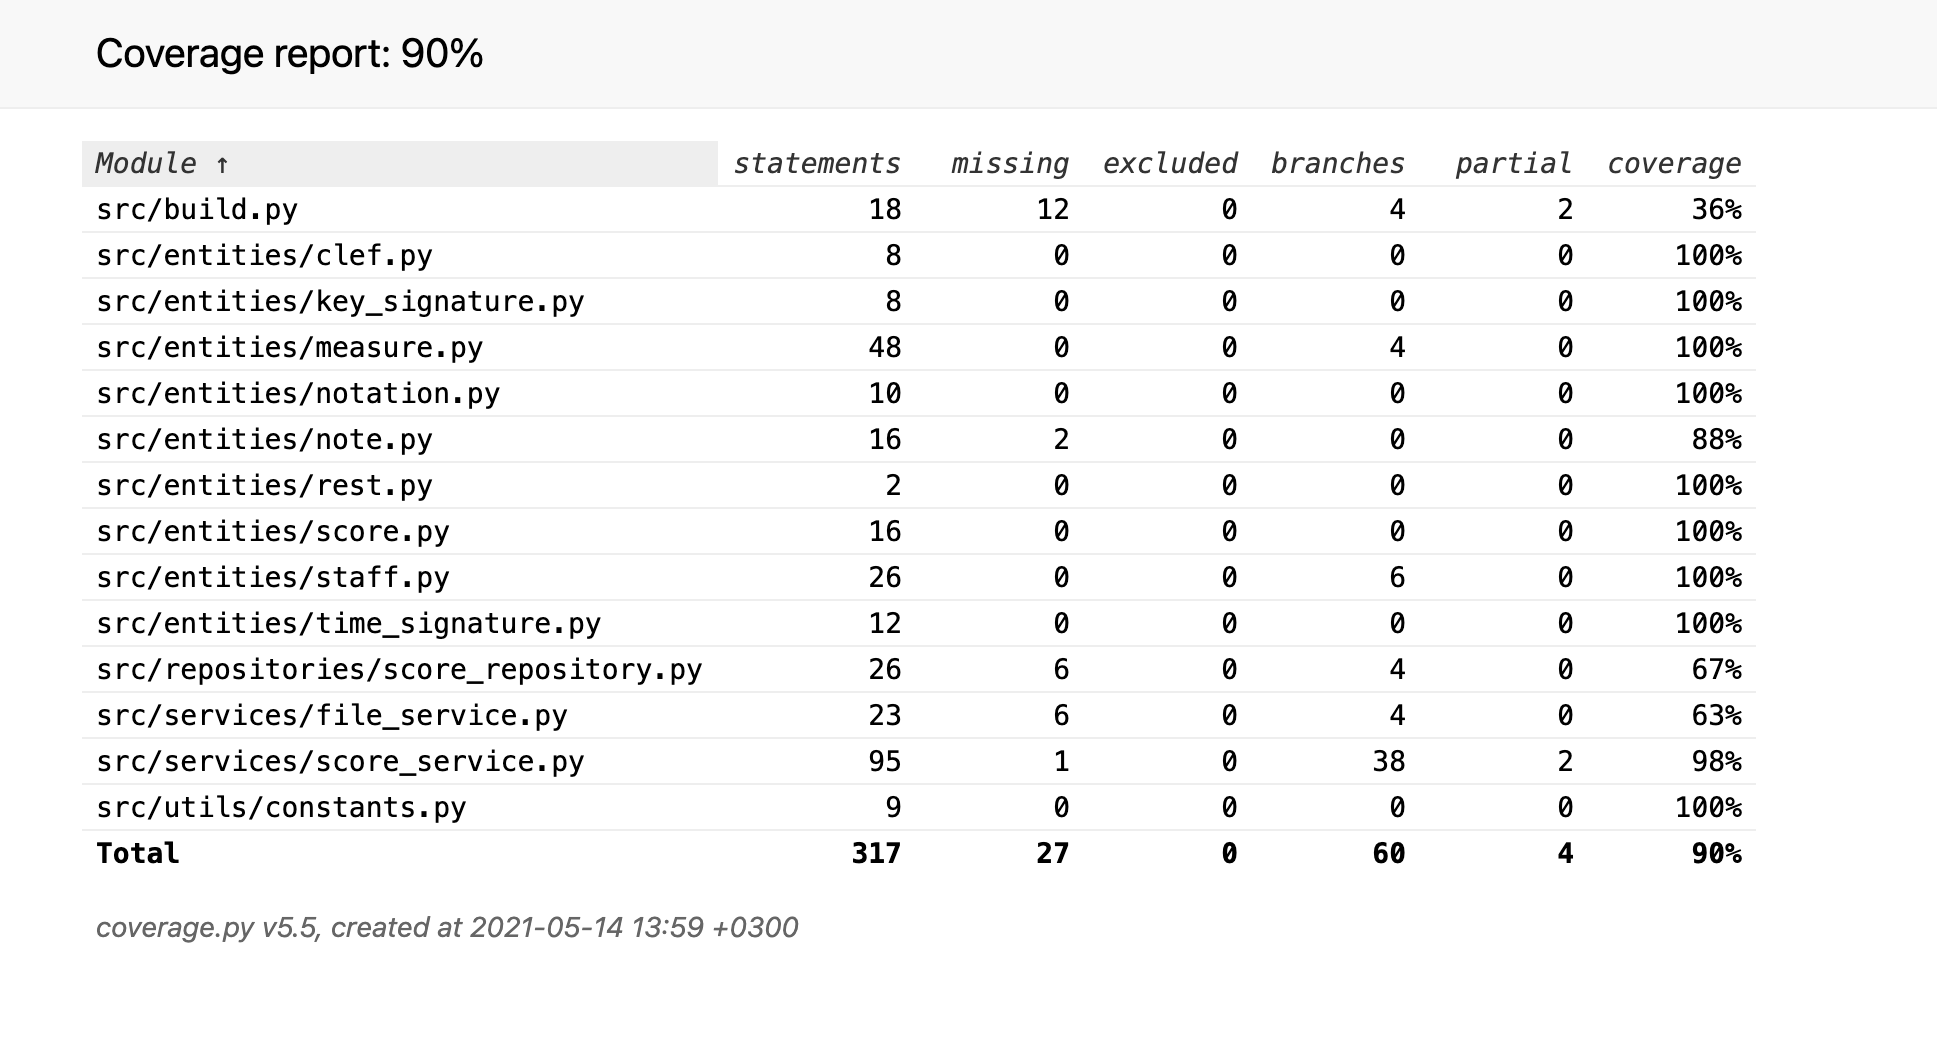 Coverage report: 90%
Module ↑ statements missing excluded branches partial coverage
src/build.py 18 12 0 4 2 36%
src/entities/clef.py 8 0 0 0 0 100%
src/entities/key_signature.py 8 0 0 0 0 100%
src/entities/measure.py 48 0 0 4 0 100%
src/entities/notation.py 10 0 0 0 0 100%
src/entities/note.py 16 2 0 0 0 88%
src/entities/rest.py 2 0 0 0 0 100%
src/entities/score.py 16 0 0 0 0 100%
src/entities/staff.py 26 0 0 6 0 100%
src/entities/time_signature.py 12 0 0 0 0 100%
src/repositories/score_repository.py 26 6 0 4 0 67%
src/services/file_service.py 23 6 0 4 0 63%
src/services/score_service.py 95 1 0 38 2 98%
src/utils/constants.py 9 0 0 0 0 100%
Total 317 27 0 60 4 90%
coverage.py v5.5, created at 2021-05-14 13:59 +0300